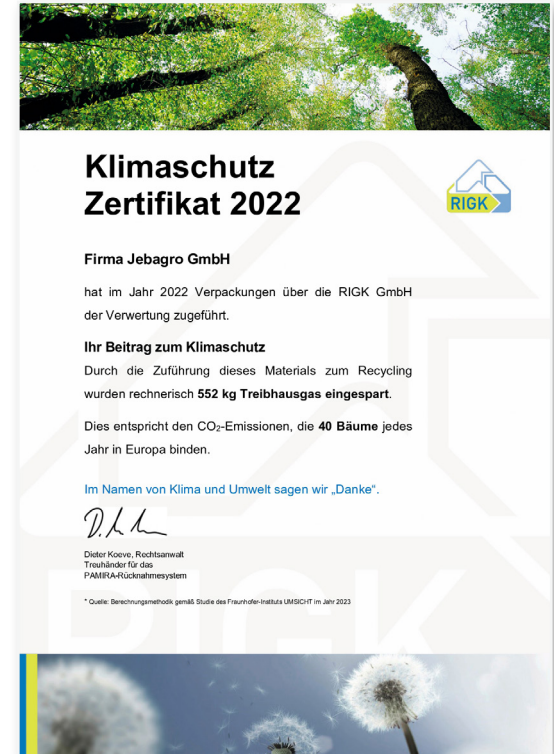 Klimaschutz
Zertifikat 2022
RIGK
Firma Jebagro GmbH
hat im Jahr 2022 Verpackungen über die RIGK GmbH
der Verwertung zugeführt.
Ihr Beitrag zum Klimaschutz
Durch die Zuführung dieses Materials zum Recycling
wurden rechnerisch 552 kg Treibhausgas eingespart.
Dies entspricht den CO₂-Emissionen, die 40 Bäume jedes
Jahr in Europa binden.
Im Namen von Klima und Umwelt sagen wir „Danke“.
Dieter Koeve, Rechtsanwalt
Treuhänder für das
PAMIRA-Rücknahmesystem
* Quelle: Berechnungsmethodik gemäß Studie des Fraunhofer-Instituts UMSICHT im Jahr 2023
RIGK